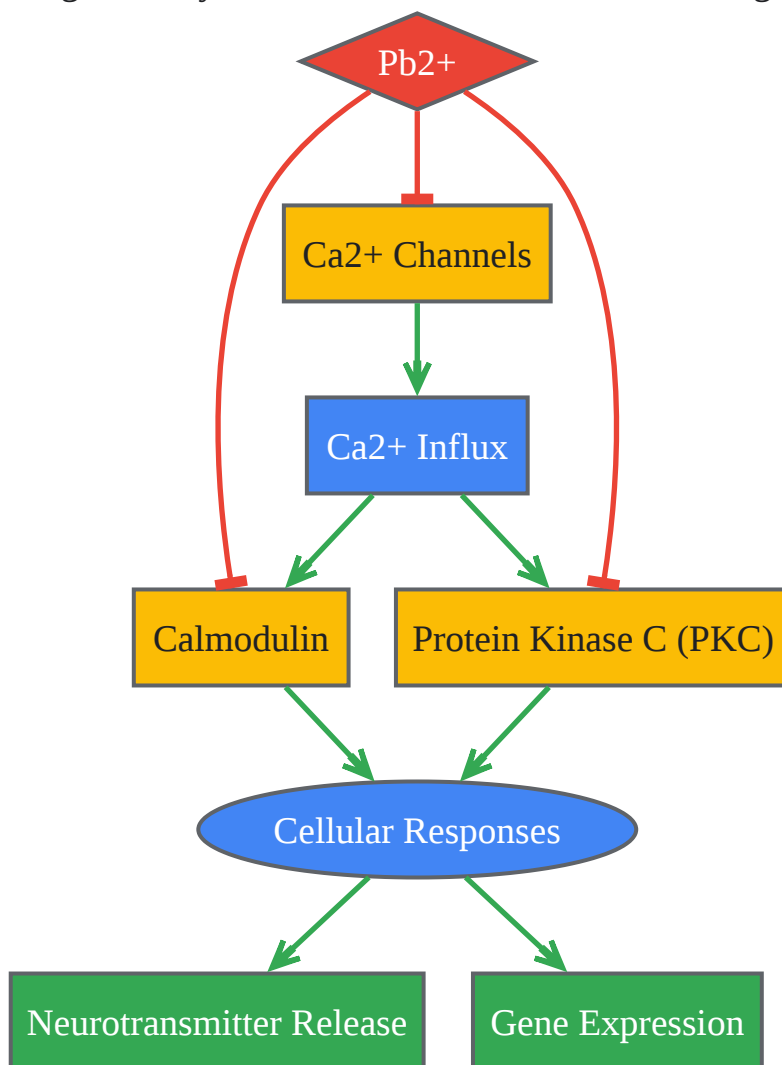 Pb2+
Ca2+ Channels
Ca2+ Influx
Calmodulin
Protein Kinase C (PKC)
Cellular Responses
Neurotransmitter Release
Gene Expression